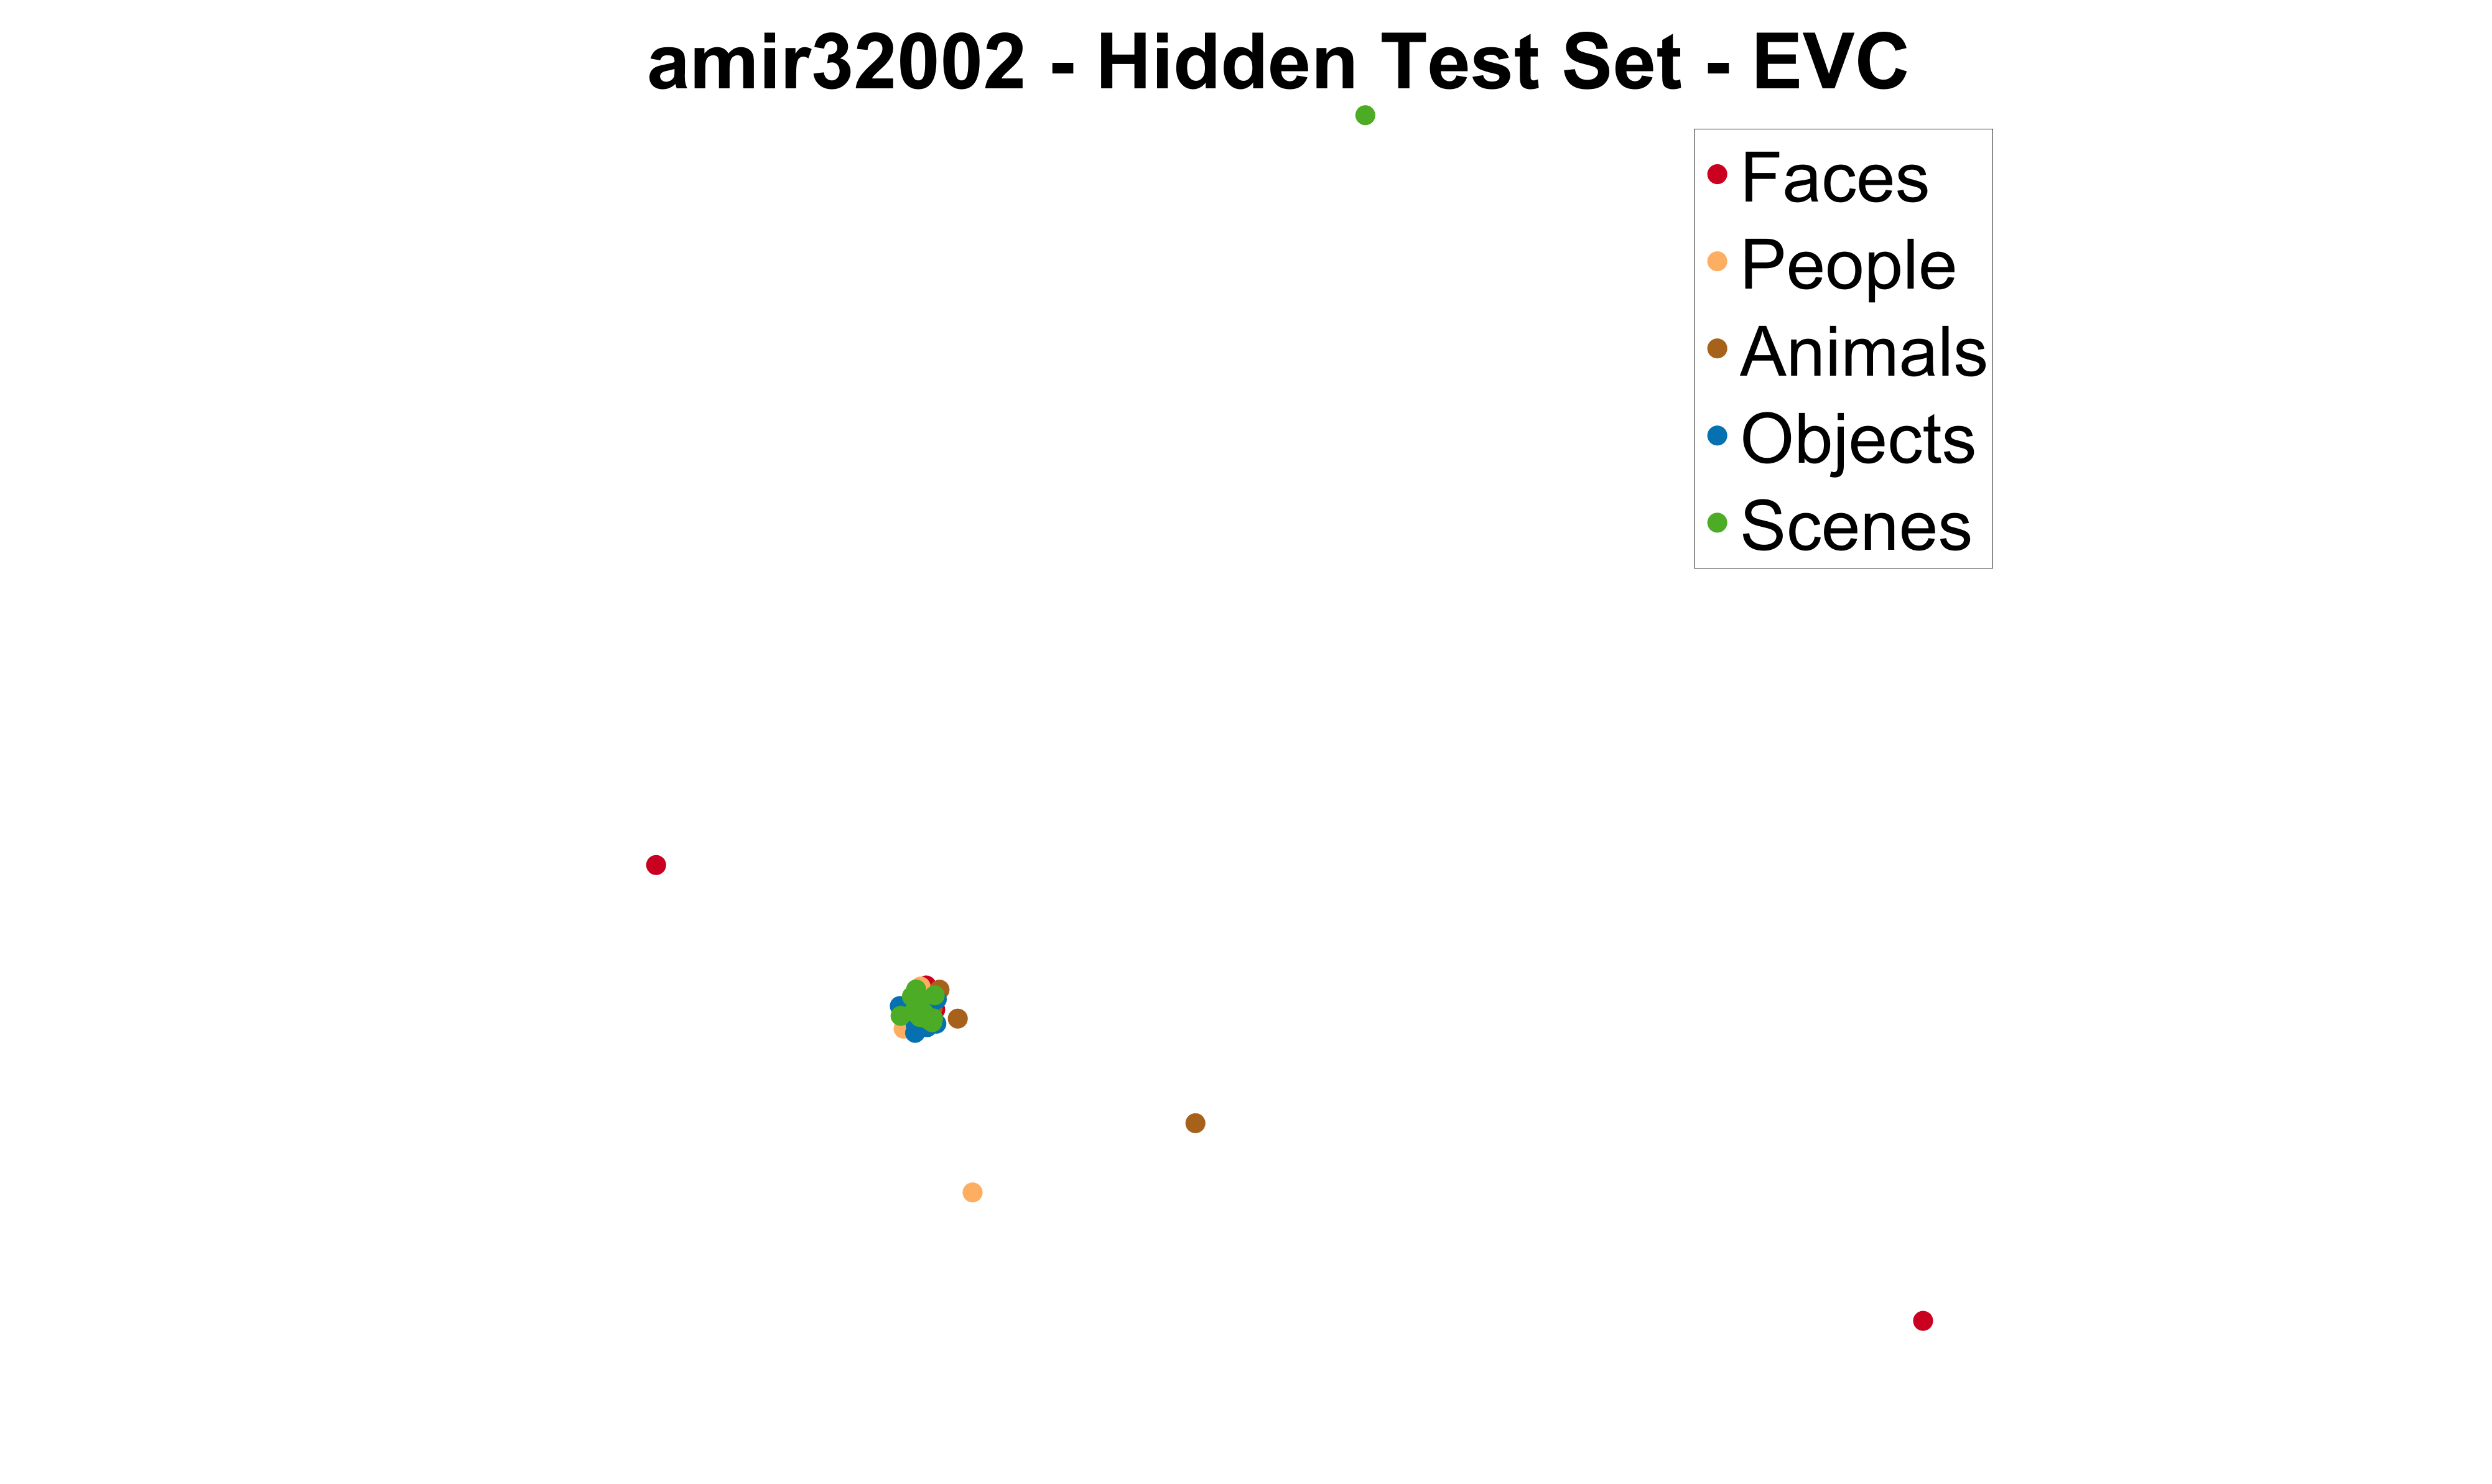 amir32002 - Hidden Test Set - EVC
Faces
People
Animals
Objects
Scenes